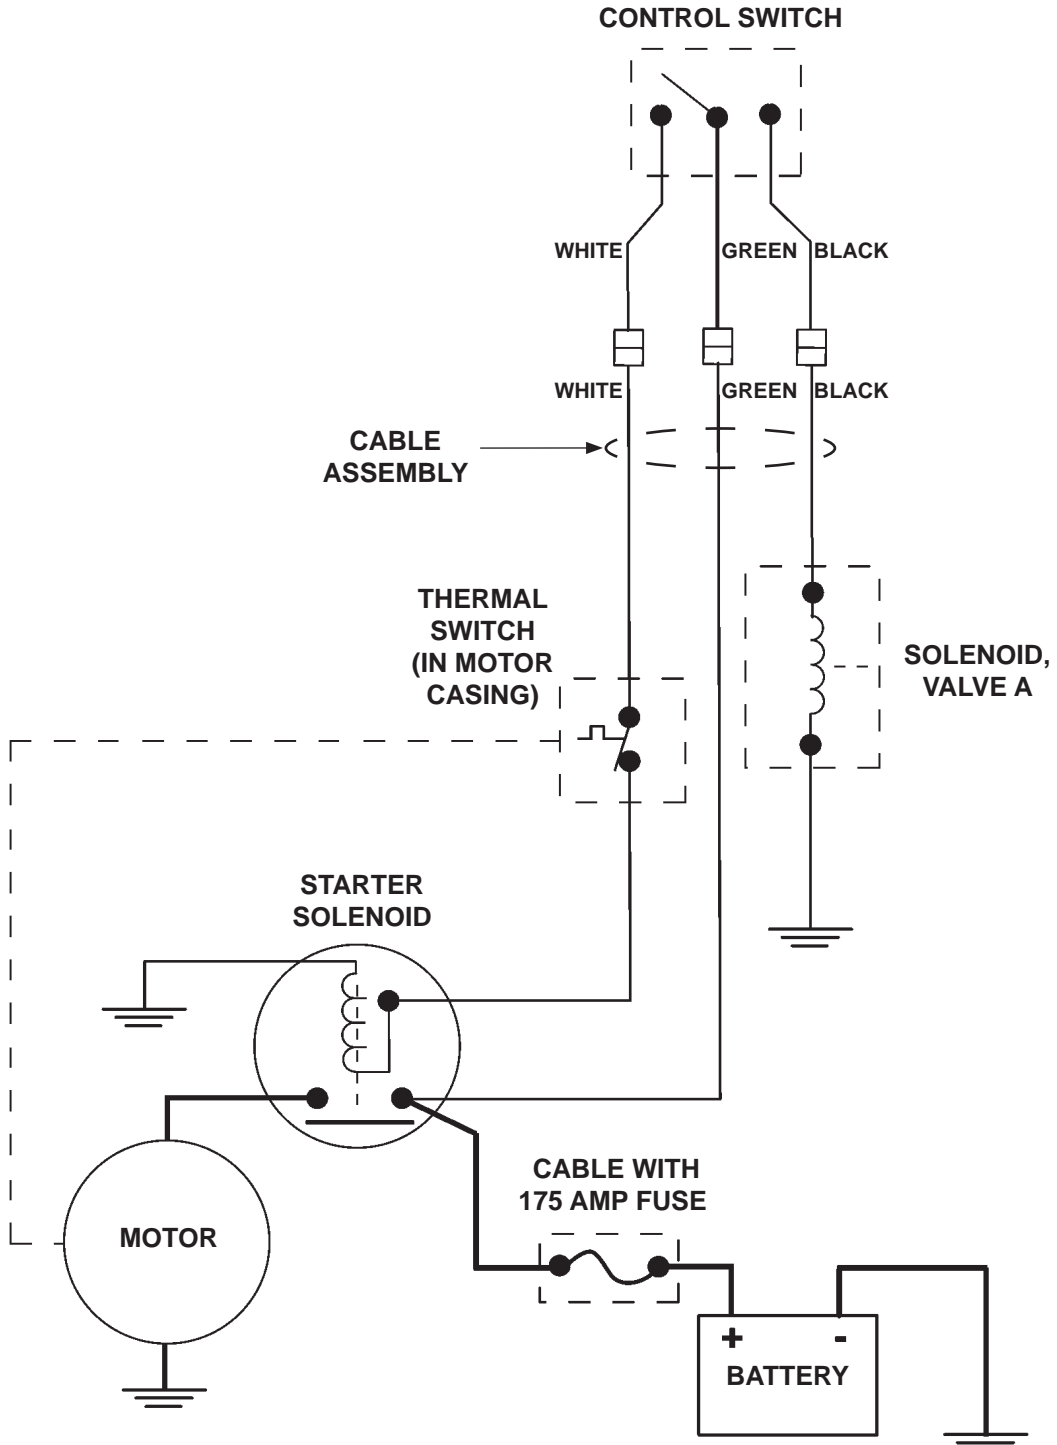 CONTROL SWITCH
WHITE
GREEN
BLACK
WHITE
GREEN
BLACK
CABLE
ASSEMBLY
THERMAL
SWITCH
(IN MOTOR
CASING)
SOLENOID,
VALVE A
STARTER
SOLENOID
CABLE WITH
175 AMP FUSE
MOTOR
+ -
BATTERY